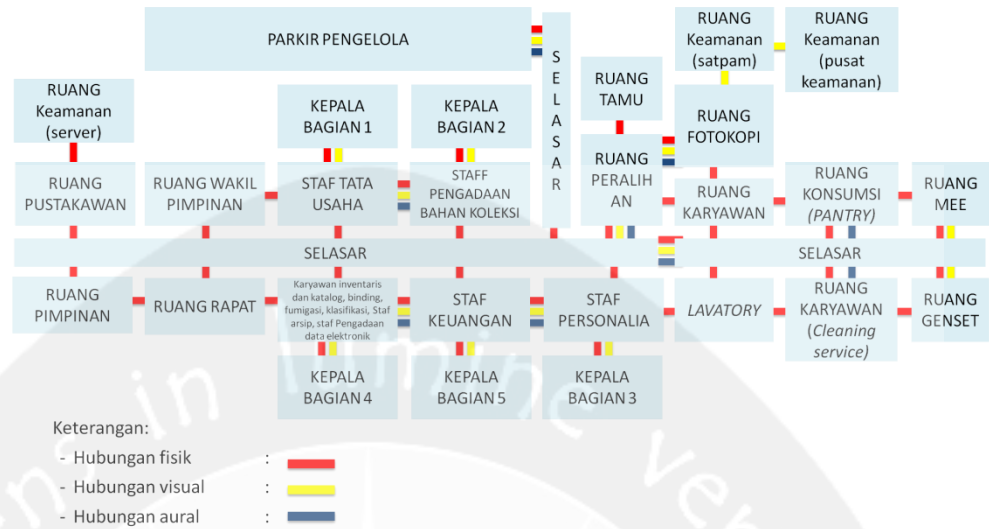 PARKIR PENGELOLA
S
E
L
A
S
A
R
RUANG
Keamanan
(satpam)
RUANG
Keamanan
(pusat
keamanan)
RUANG
Keamanan
(server)
KEPALA
BAGIAN 1
KEPALA
BAGIAN 2
RUANG
TAMU
RUANG
FOTOKOPI
RUANG
PUSTAKAWAN
RUANG WAKIL
PIMPINAN
STAF TATA
USAHA
STAFF
PENGADAAN
BAHAN KOLEKSI
RUANG
PERALIH
AN
RUANG
KARYAWAN
RUANG
KONSUMSI
(PANTRY)
RUANG
MEE
SELASAR
SELASAR
RUANG
PIMPINAN
RUANG RAPAT
Karyawan inventaris
dan katalog, binding,
fumigasi, klasifikasi, Staf
arsip, staf Pengadaan
data elektronik
STAF
KEUANGAN
STAF
PERSONALIA
LAVATORY
RUANG
KARYAWAN
(Cleaning
service)
RUANG
GENSET
KEPALA
BAGIAN 4
KEPALA
BAGIAN 5
KEPALA
BAGIAN 3
Keterangan:
- Hubungan fisik :
- Hubungan visual :
- Hubungan aural :
ens in lumine ve